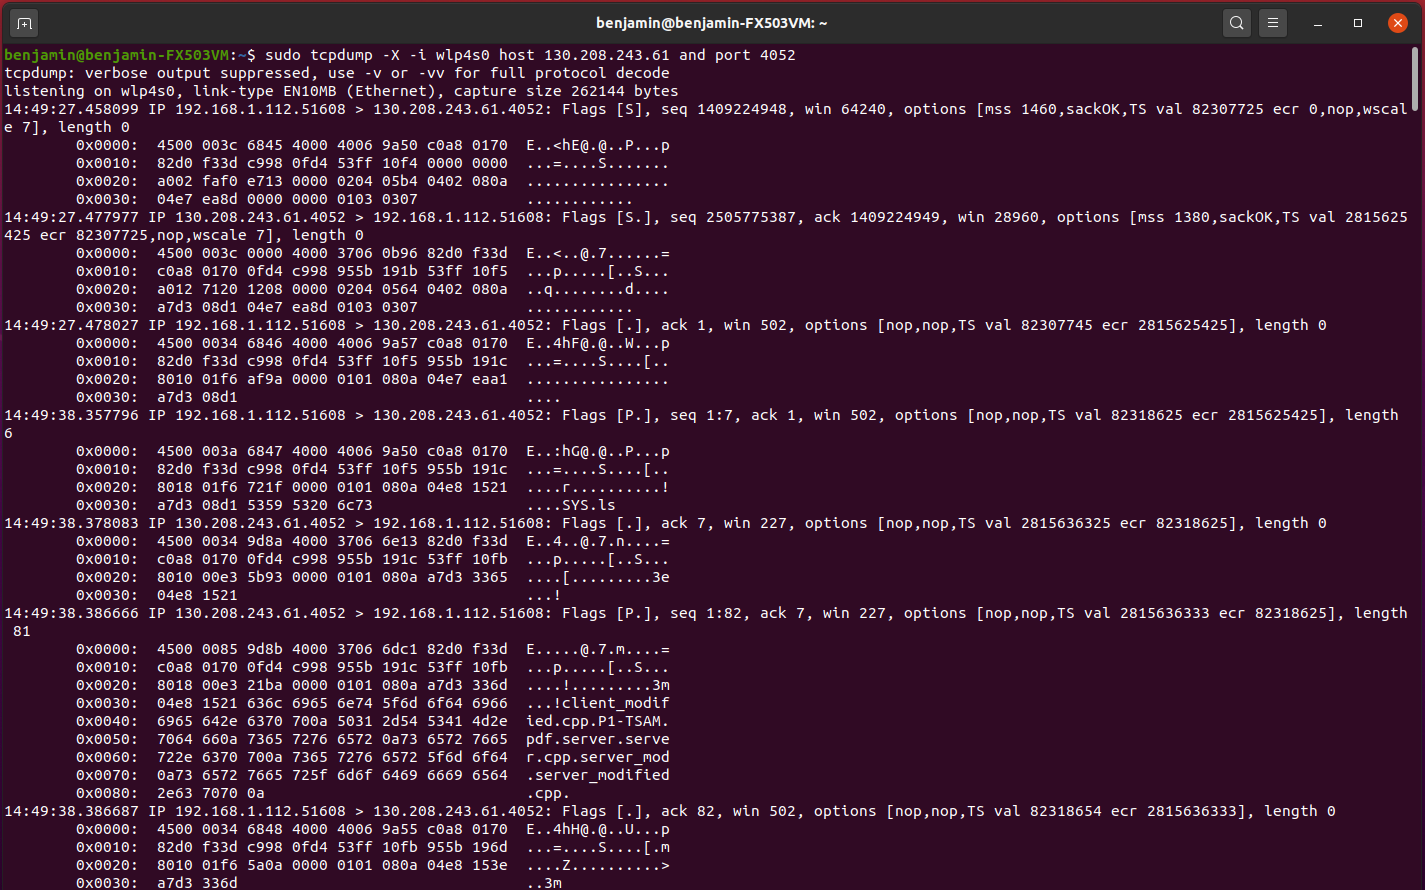 benjamin@benjamin-FX503VM: ~
benjamin@benjamin-FX503VM:~$ sudo tcpdump -X -i wlp4s0 host 130.208.243.61 and port 4052
tcpdump: verbose output suppressed, use -v or -vv for full protocol decode
listening on wlp4s0, link-type EN10MB (Ethernet), capture size 262144 bytes
14:49:27.458099 IP 192.168.1.112.51608 > 130.208.243.61.4052: Flags [S], seq 1409224948, win 64240, options [mss 1460,sackOK,TS val 82307725 ecr 0,nop,wscal
e 7], length 0
        0x0000:  4500 003c 6845 4000 4006 9a50 c0a8 0170  E..<hE@.@..P...p
        0x0010:  82d0 f33d c998 0fd4 53ff 10f4 0000 0000  ...=....S.......
        0x0020:  a002 faf0 e713 0000 0204 05b4 0402 080a  ................
        0x0030:  04e7 ea8d 0000 0000 0103 0307            ............
14:49:27.477977 IP 130.208.243.61.4052 > 192.168.1.112.51608: Flags [S.], seq 2505775387, ack 1409224949, win 28960, options [mss 1380,sackOK,TS val 2815625
425 ecr 82307725,nop,wscale 7], length 0
        0x0000:  4500 003c 0000 4000 3706 0b96 82d0 f33d  E..<..@.7......=
        0x0010:  c0a8 0170 0fd4 c998 955b 191b 53ff 10f5  ...p.....[..S...
        0x0020:  a012 7120 1208 0000 0204 0564 0402 080a  ..q........d....
        0x0030:  a7d3 08d1 04e7 ea8d 0103 0307            ............
14:49:27.478027 IP 192.168.1.112.51608 > 130.208.243.61.4052: Flags [.], ack 1, win 502, options [nop,nop,TS val 82307745 ecr 2815625425], length 0
        0x0000:  4500 0034 6846 4000 4006 9a57 c0a8 0170  E..4hF@.@..W...p
        0x0010:  82d0 f33d c998 0fd4 53ff 10f5 955b 191c  ...=....S....[..
        0x0020:  8010 01f6 af9a 0000 0101 080a 04e7 eaa1  ................
        0x0030:  a7d3 08d1                                ....
14:49:38.357796 IP 192.168.1.112.51608 > 130.208.243.61.4052: Flags [P.], seq 1:7, ack 1, win 502, options [nop,nop,TS val 82318625 ecr 2815625425], length
6
        0x0000:  4500 003a 6847 4000 4006 9a50 c0a8 0170  E..:hG@.@..P...p
        0x0010:  82d0 f33d c998 0fd4 53ff 10f5 955b 191c  ...=....S....[..
        0x0020:  8018 01f6 721f 0000 0101 080a 04e8 1521  ....r..........!
        0x0030:  a7d3 08d1 5359 5320 6c73                 ....SYS.ls
14:49:38.378083 IP 130.208.243.61.4052 > 192.168.1.112.51608: Flags [.], ack 7, win 227, options [nop,nop,TS val 2815636325 ecr 82318625], length 0
        0x0000:  4500 0034 9d8a 4000 3706 6e13 82d0 f33d  E..4..@.7.n....=
        0x0010:  c0a8 0170 0fd4 c998 955b 191c 53ff 10fb  ...p.....[..S...
        0x0020:  8010 00e3 5b93 0000 0101 080a a7d3 3365  ....[.........3e
        0x0030:  04e8 1521                                ...!
14:49:38.386666 IP 130.208.243.61.4052 > 192.168.1.112.51608: Flags [P.], seq 1:82, ack 7, win 227, options [nop,nop,TS val 2815636333 ecr 82318625], length
 81
        0x0000:  4500 0085 9d8b 4000 3706 6dc1 82d0 f33d  E.....@.7.m....=
        0x0010:  c0a8 0170 0fd4 c998 955b 191c 53ff 10fb  ...p.....[..S...
        0x0020:  8018 00e3 21ba 0000 0101 080a a7d3 336d  ....!.........3m
        0x0030:  04e8 1521 636c 6965 6e74 5f6d 6f64 6966  ...!client_modif
        0x0040:  6965 642e 6370 700a 5031 2d54 5341 4d2e  ied.cpp.P1-TSAM.
        0x0050:  7064 660a 7365 7276 6572 0a73 6572 7665  pdf.server.serve
        0x0060:  722e 6370 700a 7365 7276 6572 5f6d 6f64  r.cpp.server_mod
        0x0070:  0a73 6572 7665 725f 6d6f 6469 6669 6564  .server_modified
        0x0080:  2e63 7070 0a                             .cpp.
14:49:38.386687 IP 192.168.1.112.51608 > 130.208.243.61.4052: Flags [.], ack 82, win 502, options [nop,nop,TS val 82318654 ecr 2815636333], length 0
        0x0000:  4500 0034 6848 4000 4006 9a55 c0a8 0170  E..4hH@.@..U...p
        0x0010:  82d0 f33d c998 0fd4 53ff 10fb 955b 196d  ...=....S....[.m
        0x0020:  8010 01f6 5a0a 0000 0101 080a 04e8 153e  ....Z..........>
        0x0030:  a7d3 336d                                ..3m